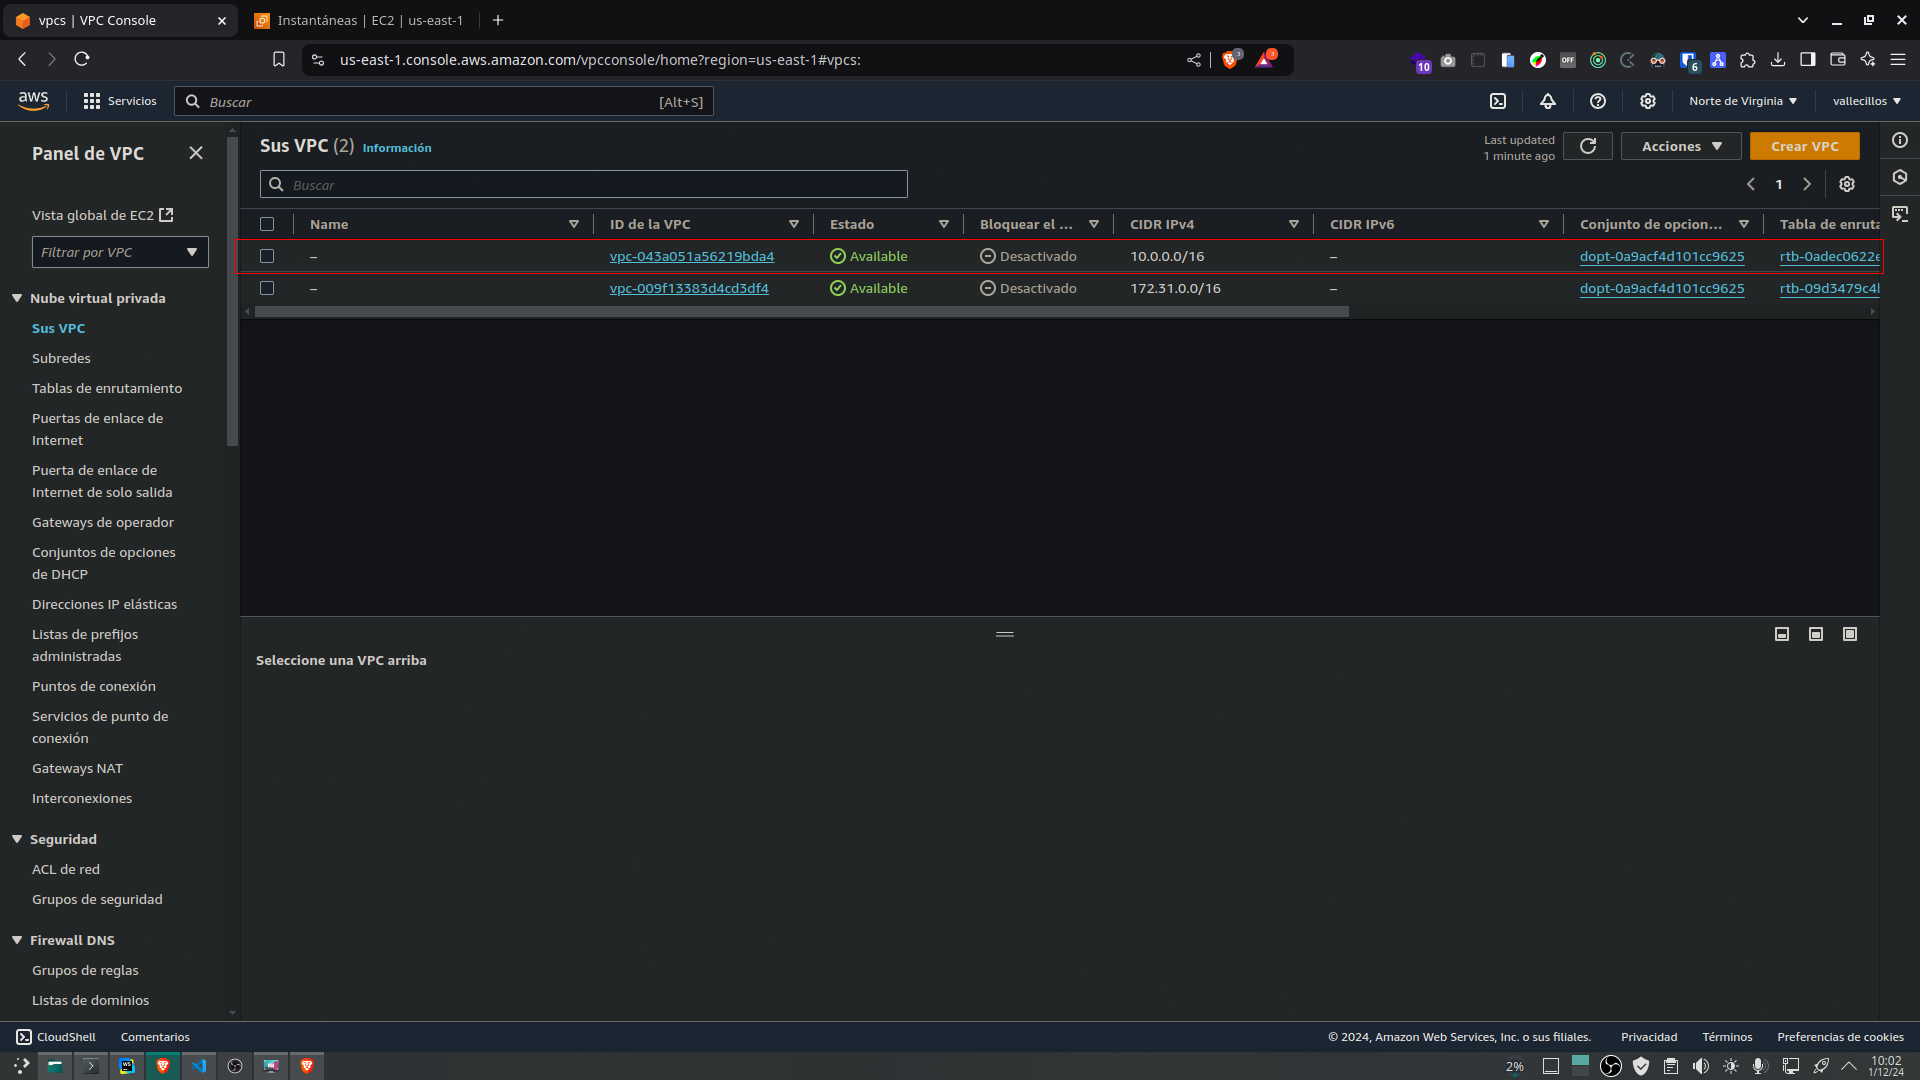 vpcs | VPC Console
Instantáneas | EC2 | us-east-1
us-east-1.console.aws.amazon.com/vpcconsole/home?region=us-east-1#vpcs:
3
3
10
OFF
6
aws
Servicios
Buscar
[Alt+S]
Norte de Virginia
vallecillos
Panel de VPC
Vista global de EC2
Filtrar por VPC
Nube virtual privada
Sus VPC
Subredes
Tablas de enrutamiento
Puertas de enlace de
Internet
Puerta de enlace de
Internet de solo salida
Gateways de operador
Conjuntos de opciones
de DHCP
Direcciones IP elásticas
Listas de prefijos
administradas
Puntos de conexión
Servicios de punto de
conexión
Gateways NAT
Interconexiones
Seguridad
ACL de red
Grupos de seguridad
Firewall DNS
Grupos de reglas
Listas de dominios
Sus VPC (2) Información
Last updated
1 minute ago
Acciones
Crear VPC
Buscar
1
Name ID de la VPC Estado Bloquear el ... CIDR IPv4 CIDR IPv6 Conjunto de opcion... Tabla de enruta
– vpc-043a051a56219bda4 Available Desactivado 10.0.0.0/16 – dopt-0a9acf4d101cc9625 rtb-0adec0622e
– vpc-009f13383d4cd3df4 Available Desactivado 172.31.0.0/16 – dopt-0a9acf4d101cc9625 rtb-09d3479c4
Seleccione una VPC arriba
CloudShell
Comentarios
© 2024, Amazon Web Services, Inc. o sus filiales.
Privacidad
Términos
Preferencias de cookies
WS
2%
10:02
1/12/24